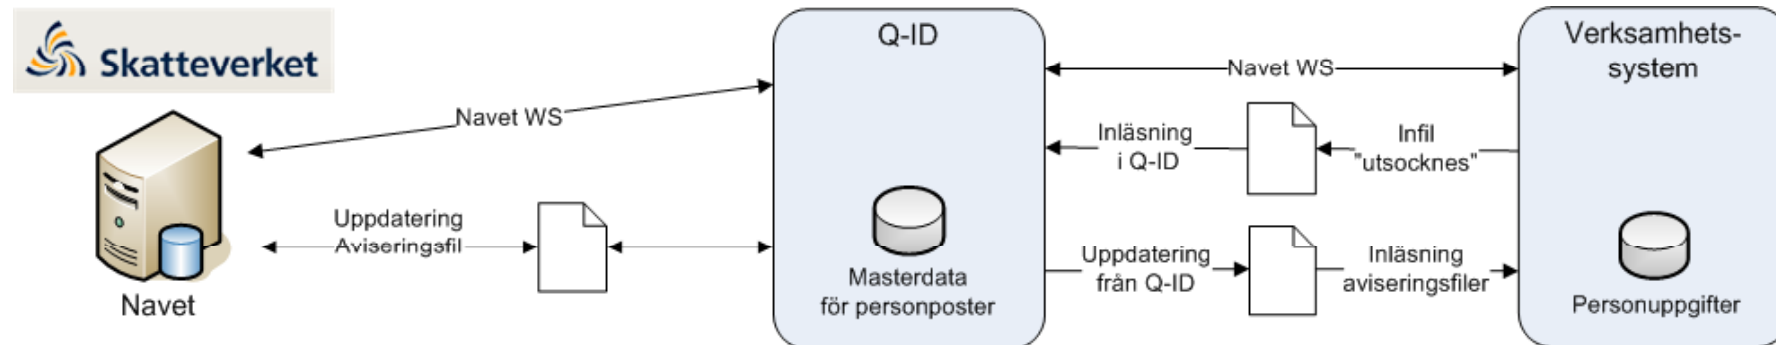 Skatteverket
Navet WS
Uppdatering
Aviseringsfil
Navet
Q-ID
Masterdata
för personposter
Navet WS
Inläsning
i Q-ID
Infil
"utsocknes"
Uppdatering
från Q-ID
Inläsning
aviseringsfiler
Verksamhets-
system
Personuppgifter